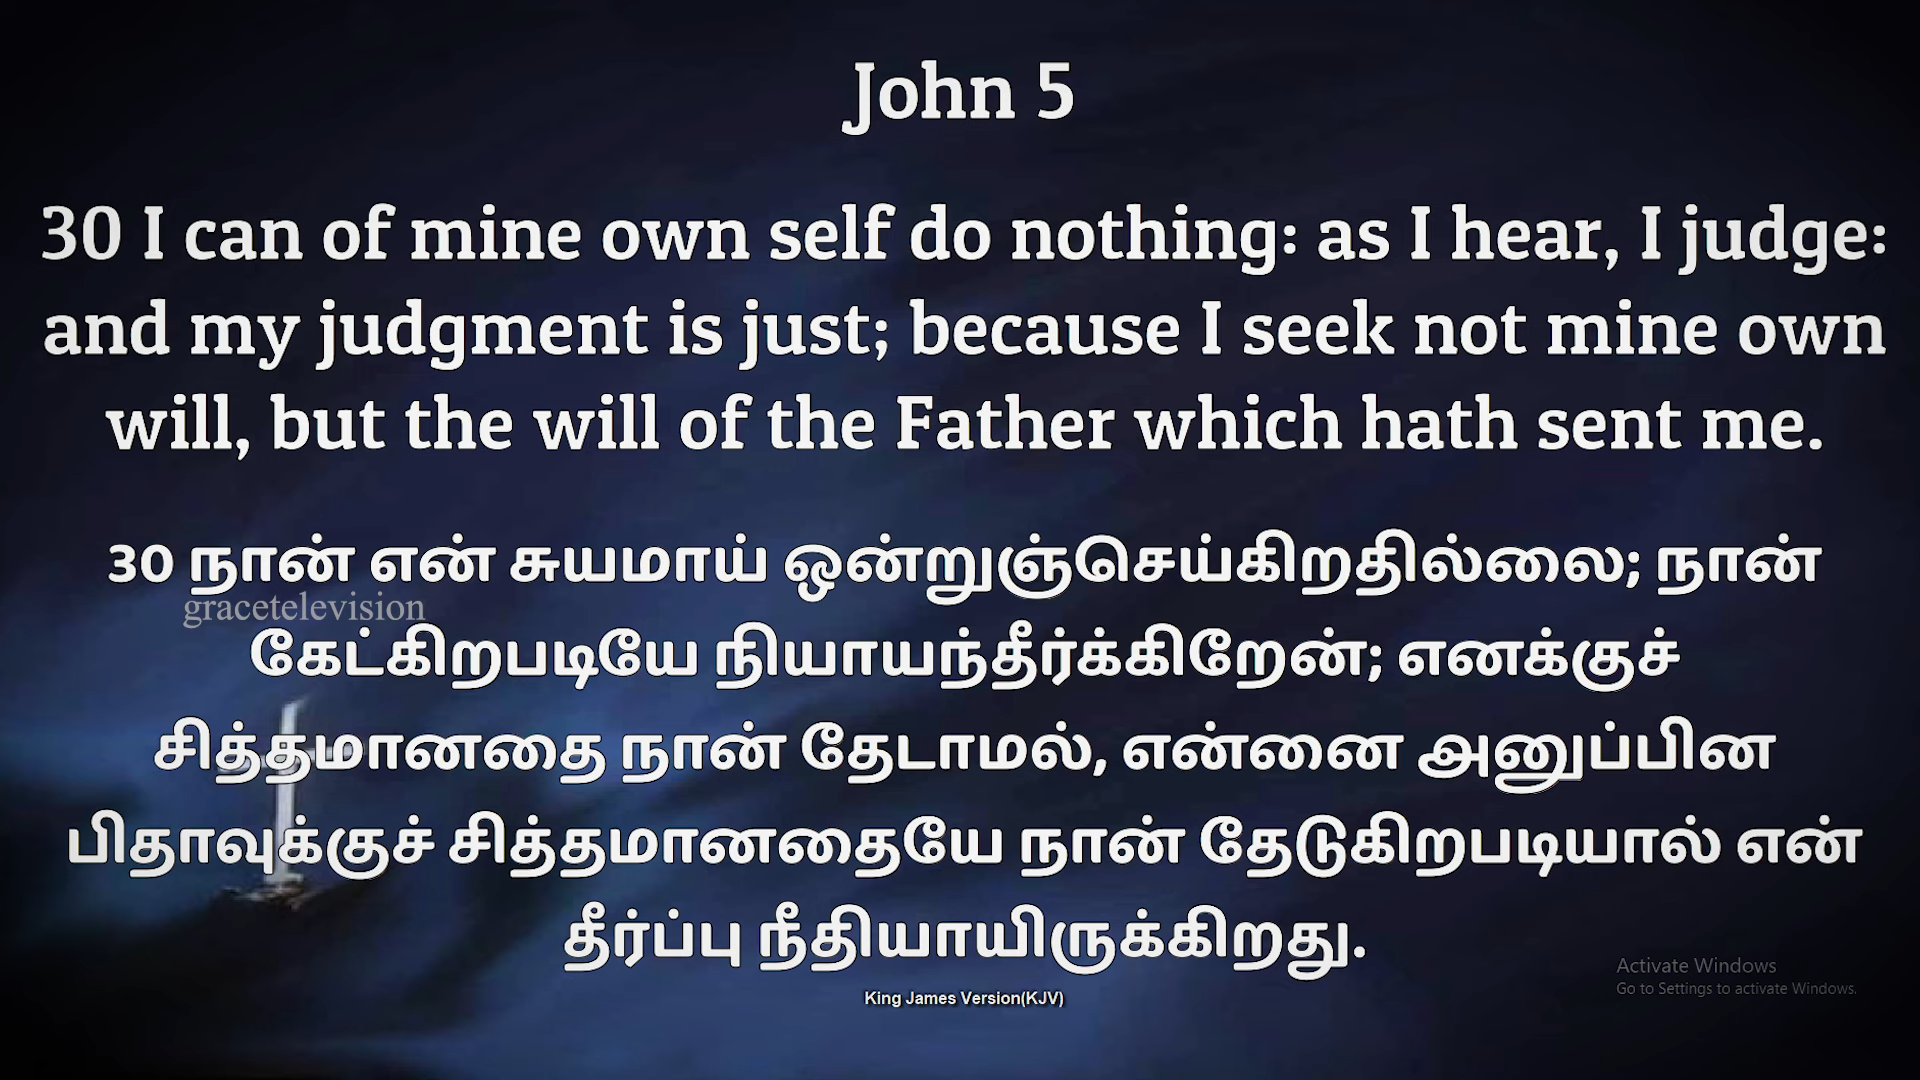 John 5
30 I can of mine own self do nothing: as I hear, I judge:
and my judgment is just; because I seek not mine own
will, but the will of the Father which hath sent me.
30 நான் என் சுயமாய் ஒன்றுஞ்செய்கிறதில்லை; நான்
gracetelevision
கேட்கிறபடியே நியாயந்தீர்க்கிறேன்; எனக்குச்
சித்தமானதை நான் தேடாமல், என்னை அனுப்பின
பிதாவுக்குச் சித்தமானதையே நான் தேடுகிறபடியால் என்
தீர்ப்பு நீதியாயிருக்கிறது.
Activate Windows
Go to Settings to activate Windows.
King James Version(KJV)